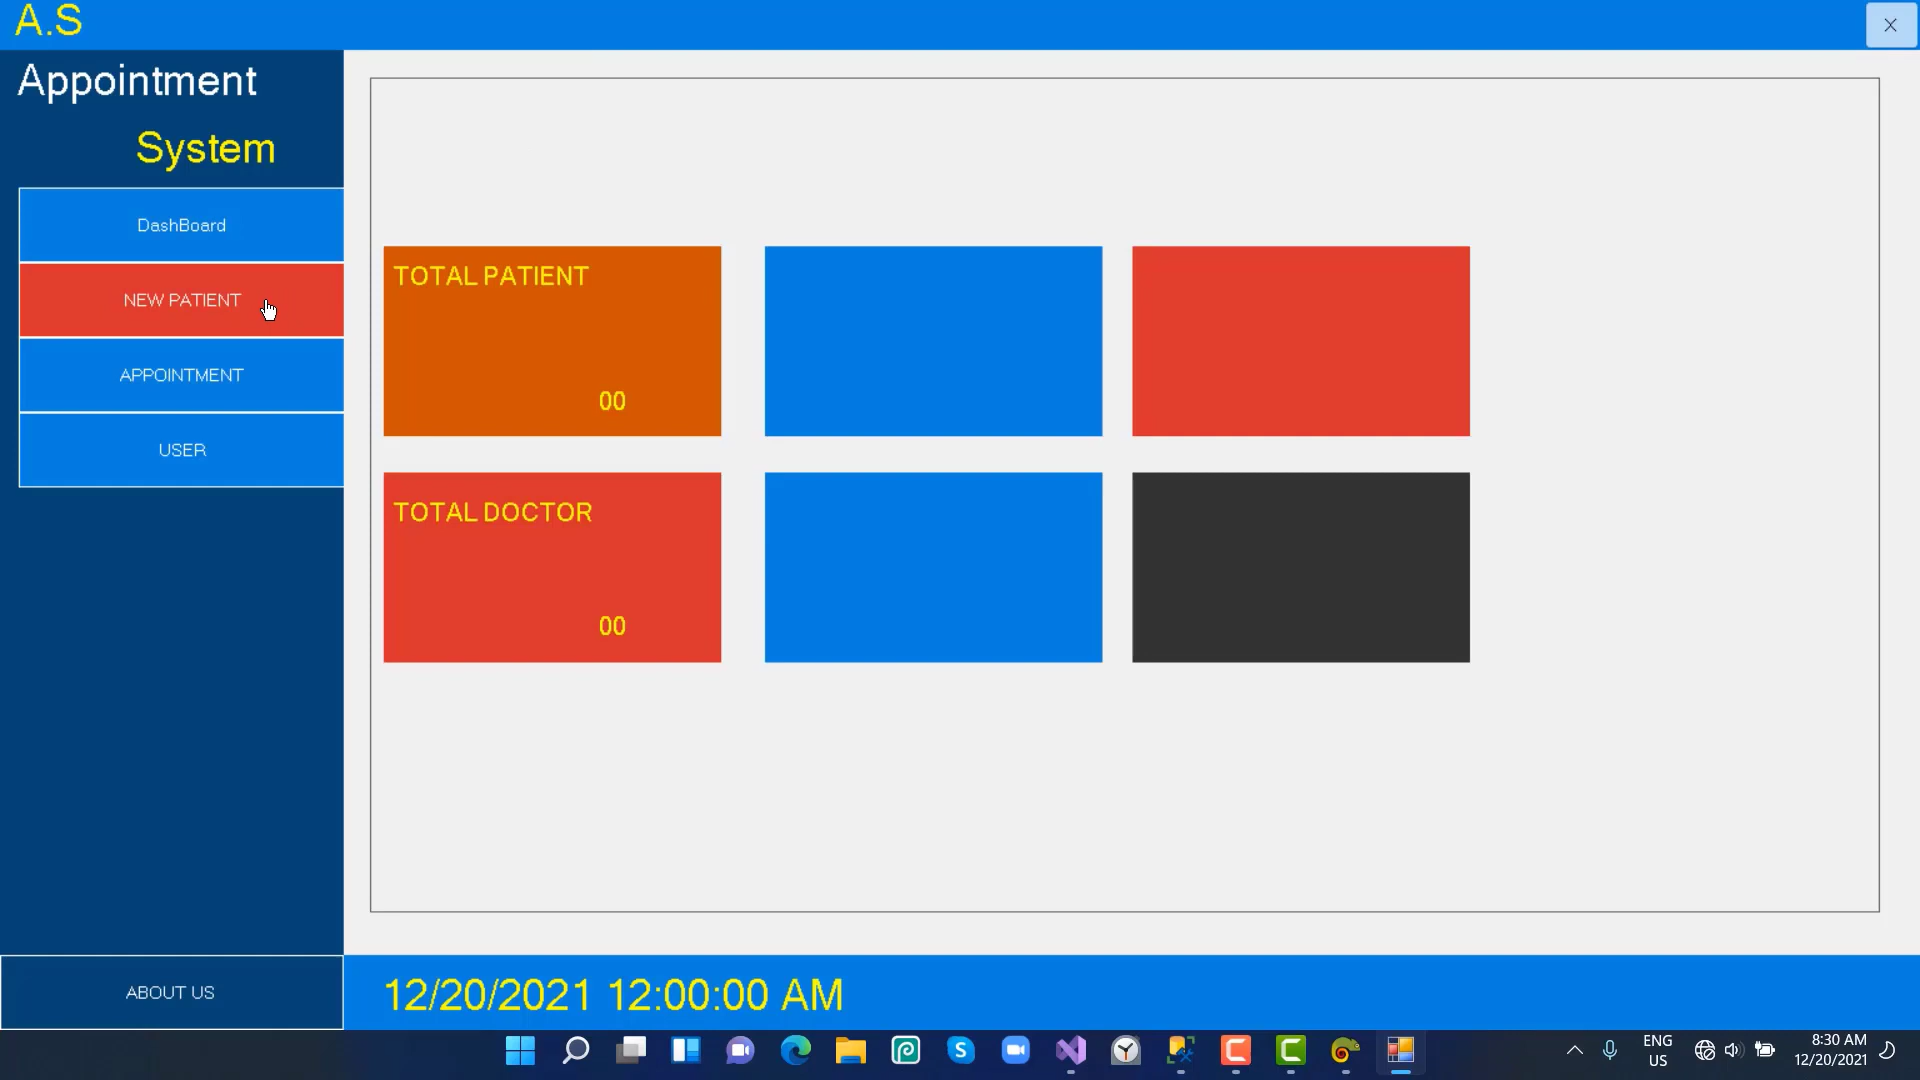 A.S
Appointment
System
DashBoard
NEW PATIENT
APPOINTMENT
USER
ABOUT US
TOTAL PATIENT
00
TOTAL DOCTOR
00
12/20/2021 12:00:00 AM
ENG
US
8:30 AM
12/20/2021